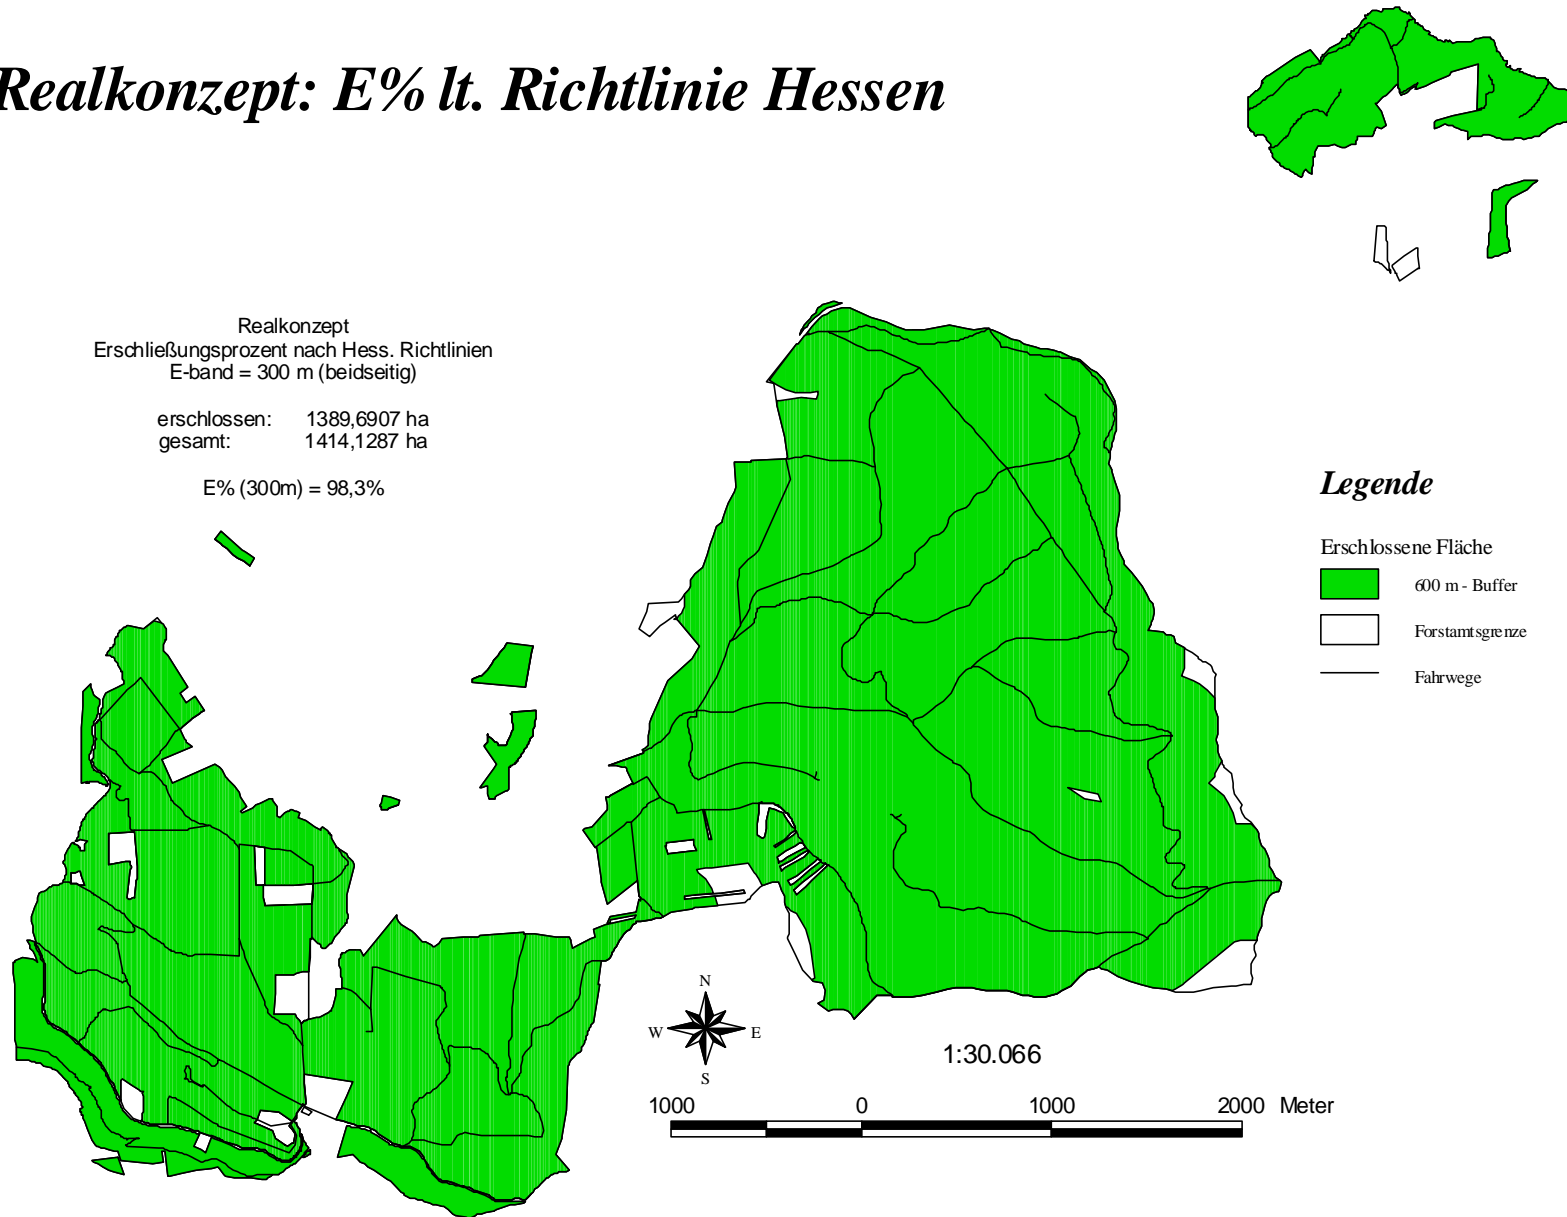 Realkonzept: E% lt. Richtlinie Hessen
Realkonzept
Erschließungsprozent nach Hess. Richtlinien
E-band = 300 m (beidseitig)
erschlossen: 1389,6907 ha
gesamt: 1414,1287 ha
E% (300m) = 98,3%
Legende
Erschlossene Fläche
600 m - Buffer
Forstamtsgrenze
Fahrwege
N
W E
S
1:30.066
1000 0 1000 2000 Meter